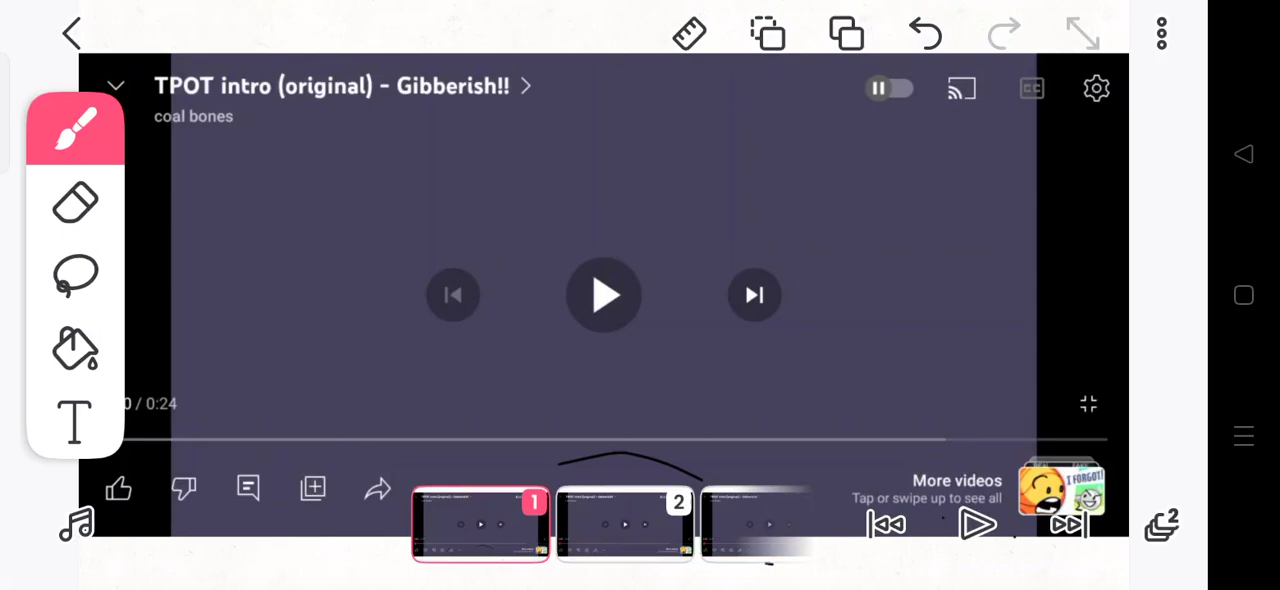 TPOT intro (original) - Gibberish!!
coal bones
CC
T
0 / 0:24
More videos
Tap or swipe up to see all
I FORGOT!
1
2
2